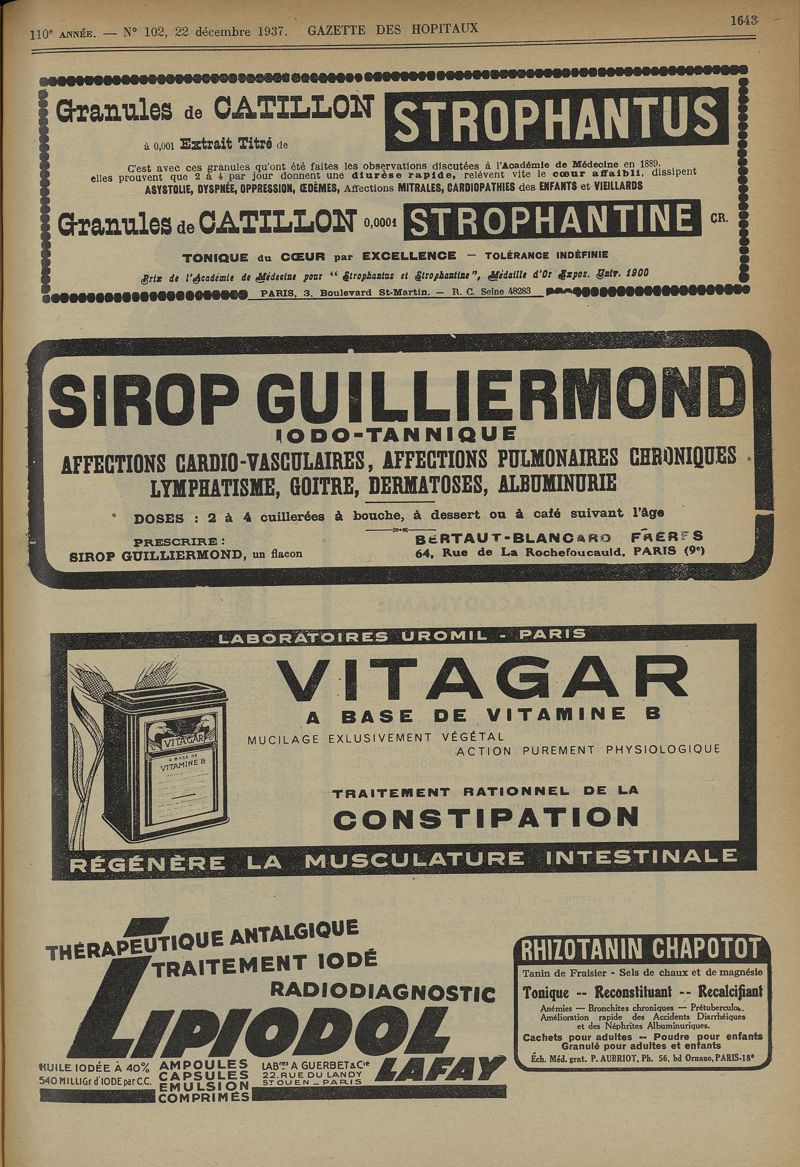 110e ANNÉE. — N° 102, 22 décembre 1937. GAZETTE DES HOPITAUX 1643
Granules de CATILLON STROPHANTUS
à 0,001 Extrait Titré de
C'est avec ces granules qu'ont été faites les observations discutées à l'Académie de Médecine en 1889,
elles prouvent que 2 à 4 par jour donnent une diurèse rapide, relèvent vite le cœur affaibli, dissipent
ASYSTOLIE, DYSPNÉE, OPPRESSION, ŒDÈMES, Affections MITRALES, CARDIOPATHIES des ENFANTS et VIEILLARDS
Granules de CATILLON 0,0001 STROPHANTINE CR.
TONIQUE du CŒUR par EXCELLENCE — TOLÉRANCE INDÉFINIE
Prix de l'Académie de Médecine pour " Strophantus et Strophantine", Médaille d'Or Expos. Univ. 1900
PARIS, 3, Boulevard St-Martin. — R. C. Seine 48283
SIROP GUILLIERMOND
IODO-TANNIQUE
AFFECTIONS CARDIO-VASCULAIRES, AFFECTIONS PULMONAIRES CHRONIQUES
LYMPHATISME, GOITRE, DERMATOSES, ALBUMINURIE
DOSES : 2 à 4 cuillerées à bouche, à dessert ou à café suivant l'âge
PRESCRIRE : BERTAUT-BLANCARD FRÈRES
SIROP GUILLIERMOND, un flacon 64, Rue de La Rochefoucauld, PARIS (9e)
LABORATOIRES UROMIL - PARIS
VITAGAR
A BASE DE VITAMINE B
MUCILAGE EXLUSIVEMENT VÉGÉTAL
ACTION PUREMENT PHYSIOLOGIQUE
VITAGAR
A BASE DE
VITAMINE B
TRAITEMENT RATIONNEL DE LA
CONSTIPATION
RÉGÉNÈRE LA MUSCULATURE INTESTINALE
THÉRAPEUTIQUE ANTALGIQUE
TRAITEMENT IODÉ
RADIODIAGNOSTIC
LIPIODOL
LAFAY
HUILE IODÉE À 40%
540 MILLIGr d'IODE par C.C.
AMPOULES
CAPSULES
EMULSION
COMPRIMÉS
LABres A GUERBET & Cie
22. RUE DU LANDY
ST OUEN _ PARIS
RHIZOTANIN CHAPOTOT
Tanin de Fraisier - Sels de chaux et de magnésie
Tonique -- Reconstituant -- Recalcifiant
Anémies — Bronchites chroniques — Prétuberculos.
Amélioration rapide des Accidents Diarrhéiques
et des Néphrites Albuminuriques.
Cachets pour adultes - Poudre pour enfants
Granulé pour adultes et enfants
Éch. Méd. grat. P. AUBRIOT, Ph. 56, bd Ornano, PARIS-18e